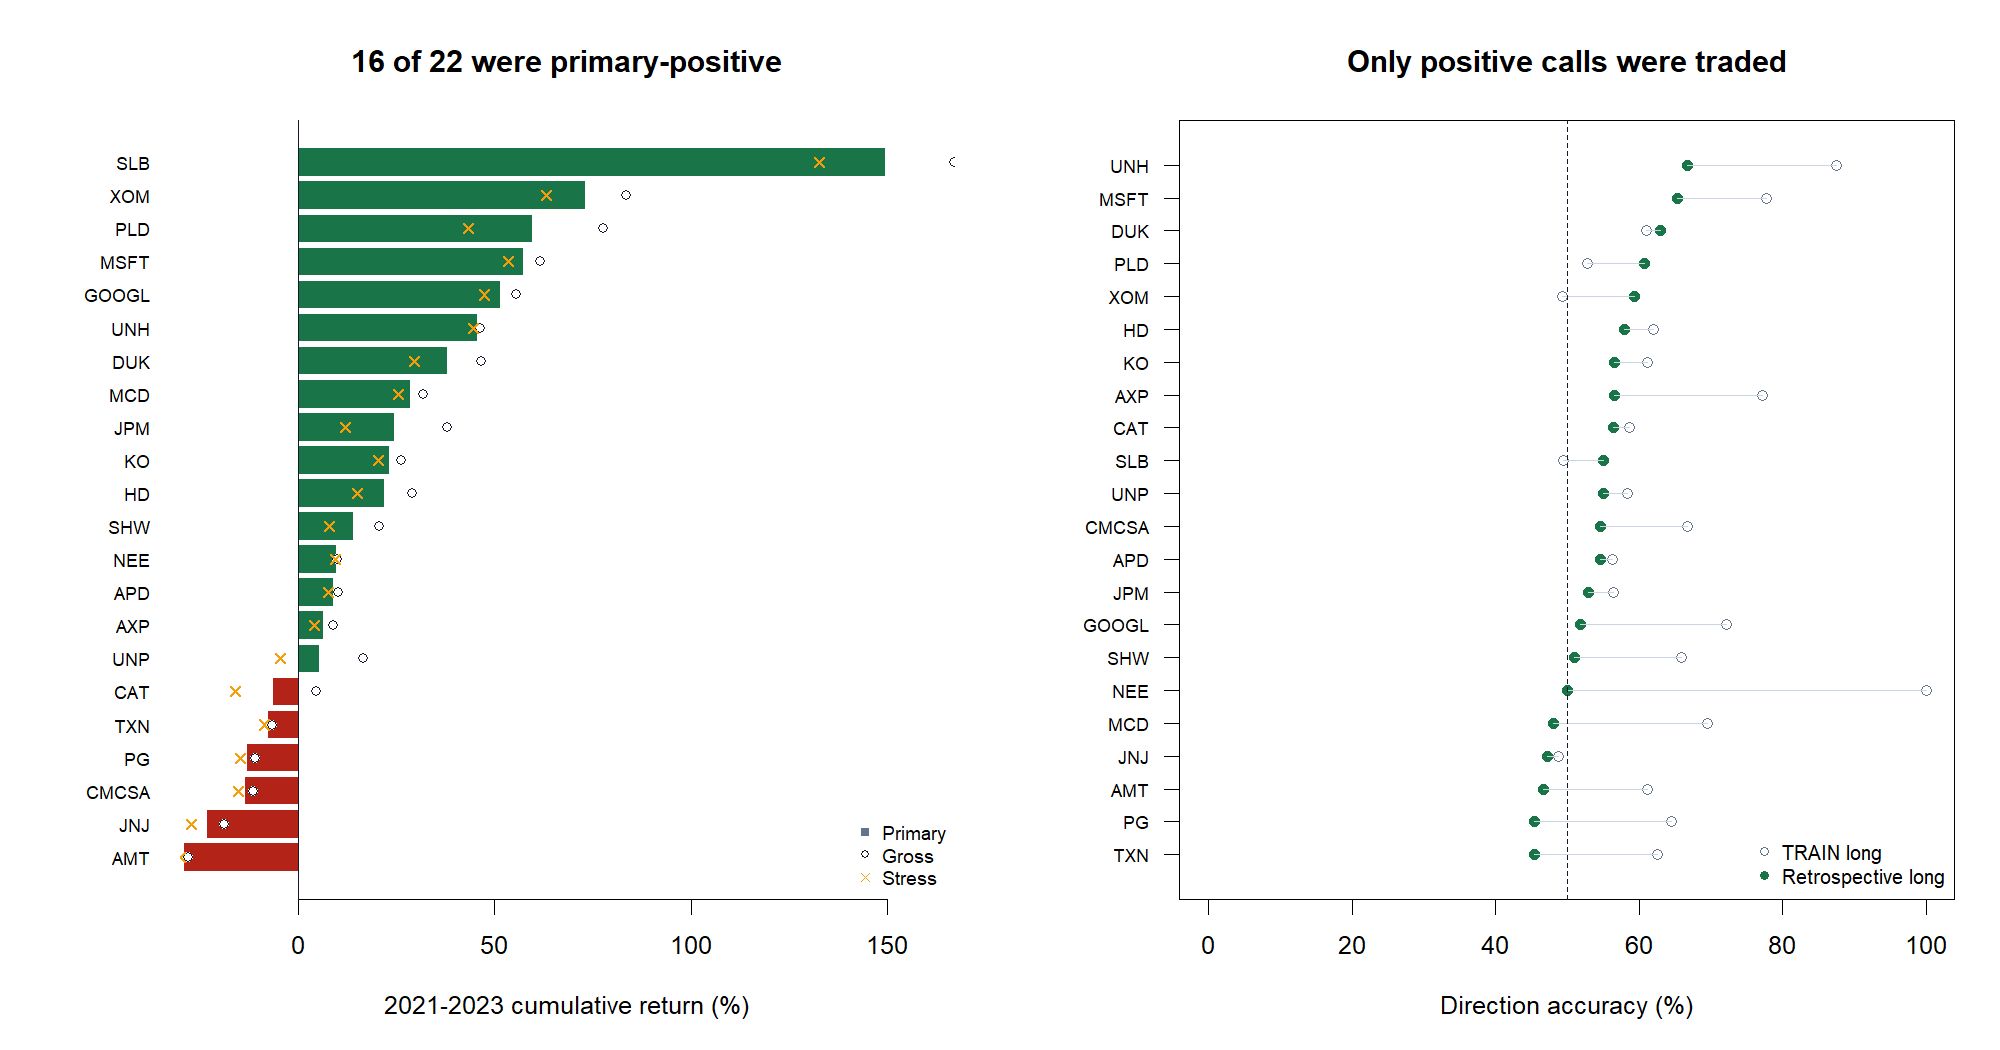 16 of 22 were primary-positive
SLB
XOM
PLD
MSFT
GOOGL
UNH
DUK
MCD
JPM
KO
HD
SHW
NEE
APD
AXP
UNP
CAT
TXN
PG
CMCSA
JNJ
AMT
Primary
Gross
Stress
0 50 100 150
2021-2023 cumulative return (%)
Only positive calls were traded
UNH
MSFT
DUK
PLD
XOM
HD
KO
AXP
CAT
SLB
UNP
CMCSA
APD
JPM
GOOGL
SHW
NEE
MCD
JNJ
AMT
PG
TXN
TRAIN long
Retrospective long
0 20 40 60 80 100
Direction accuracy (%)